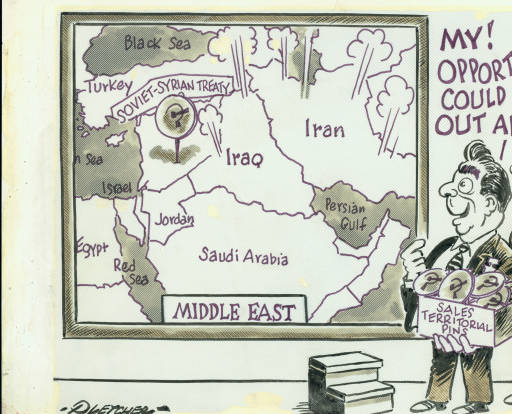 MY!
OPPORT
COULD
OUT A
Black Sea
Turkey
SOVIET-SYRIAN TREATY
Iran
Iraq
n Sea
Israel
Jordan
Persian
Gulf
Egypt
Saudi Arabia
Red
Sea
MIDDLE EAST
SALES
TERRITORIAL
PINS